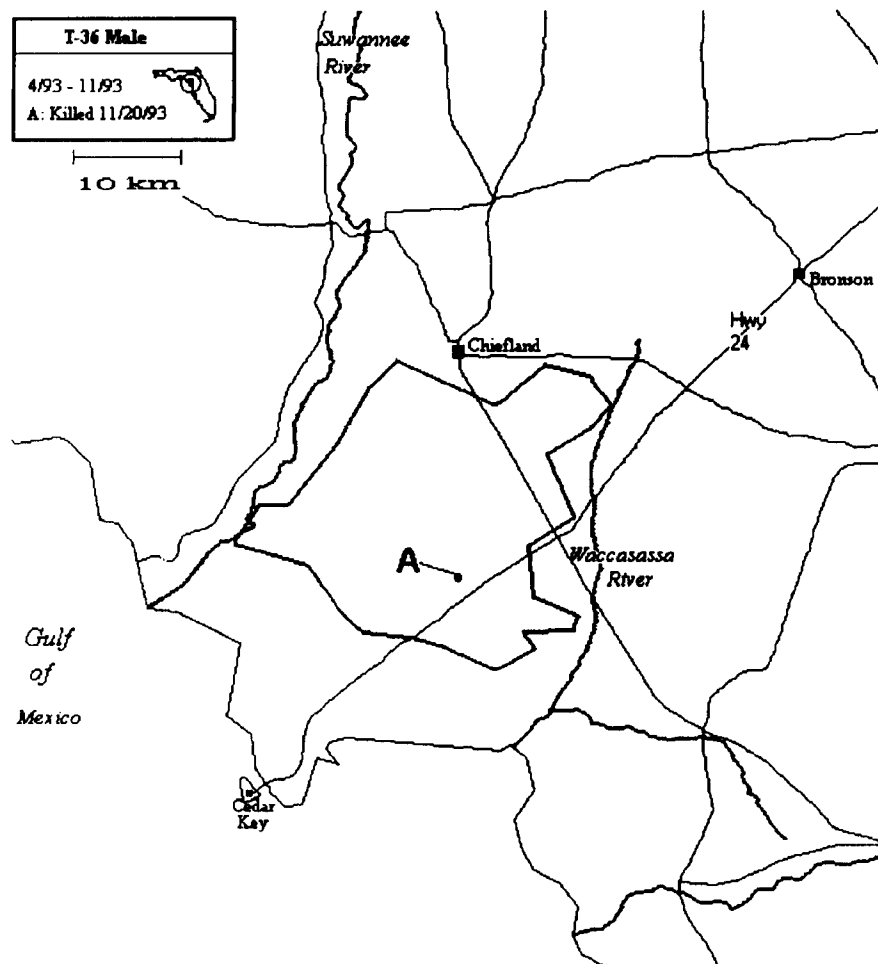 T-36 Male
4/93 - 11/93
A: Killed 11/20/93
10 km
Suwannee
River
Bronson
Hwy
24
Chiefland
A
Waccasassa
River
Gulf
of
Mexico
Cedar
Key